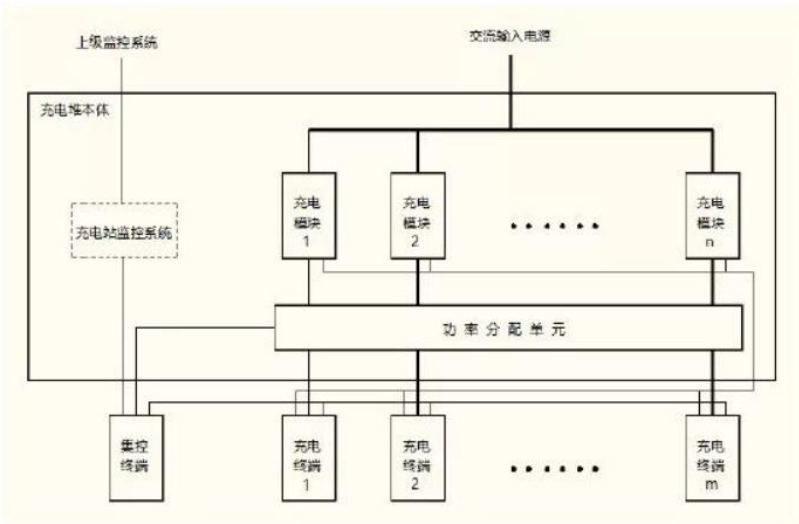 上级监控系统
交流输入电源
充电堆本体
充电站监控系统
充电
模块
1
充电
模块
2
......
充电
模块
n
功率分配单元
集控
终端
充电
终端
1
充电
终端
2
......
充电
终端
m